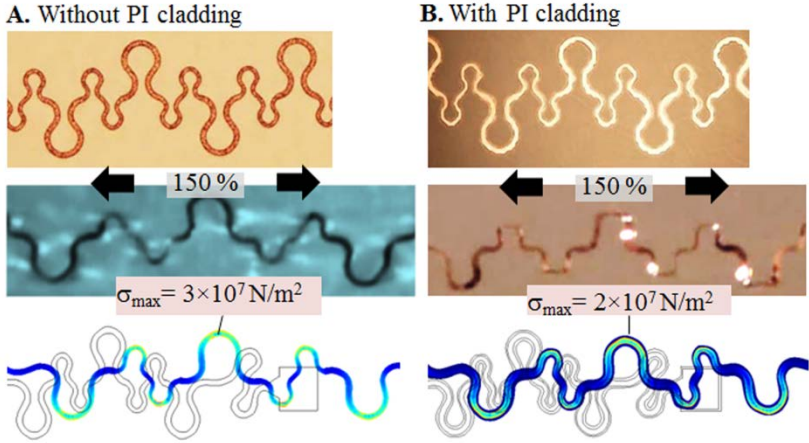 A. Without PI cladding
B. With PI cladding
150 %
150 %
σmax= 3×10⁷ N/m²
σmax= 2×10⁷ N/m²